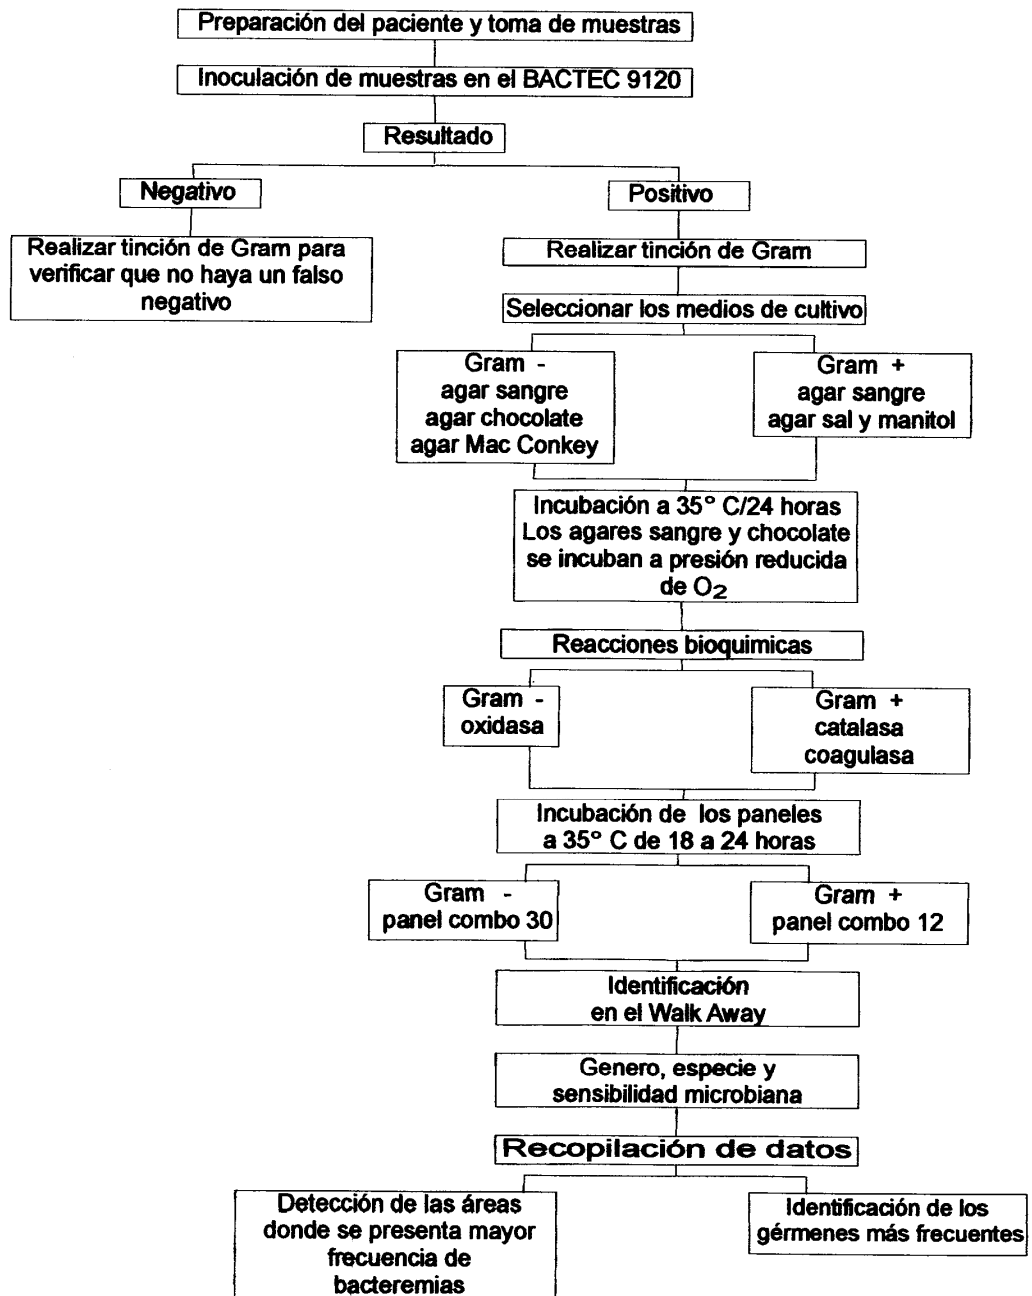 Preparación del paciente y toma de muestras
Inoculación de muestras en el BACTEC 9120
Resultado
Negativo
Positivo
Realizar tinción de Gram para
verificar que no haya un falso
negativo
Realizar tinción de Gram
Seleccionar los medios de cultivo
Gram -
agar sangre
agar chocolate
agar Mac Conkey
Gram +
agar sangre
agar sal y manitol
Incubación a 35° C/24 horas
Los agares sangre y chocolate
se incuban a presión reducida
de O2
Reacciones bioquimicas
Gram -
oxidasa
Gram +
catalasa
coagulasa
Incubación de los paneles
a 35° C de 18 a 24 horas
Gram -
panel combo 30
Gram +
panel combo 12
Identificación
en el Walk Away
Genero, especie y
sensibilidad microbiana
Recopilación de datos
Detección de las áreas
donde se presenta mayor
frecuencia de
bacteremias
Identificación de los
gérmenes más frecuentes